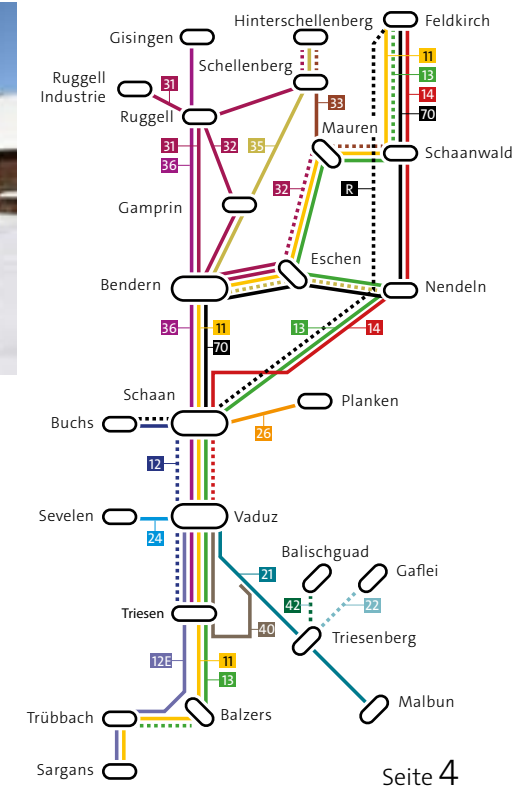 Hinterschellenberg
Feldkirch
Gisingen
11
Schellenberg
13
Ruggell
Industrie
31
14
33
70
Ruggell
Mauren
31
32
35
Schaanwald
36
32
R
Gamprin
Eschen
Bendern
Nendeln
36
11
13
14
70
Schaan
Planken
Buchs
26
12
Sevelen
Vaduz
24
Balischguad
21
Gaflei
42
22
Triesen
40
Triesenberg
12E
11
13
Malbun
Trübbach
Balzers
Sargans
Seite 4